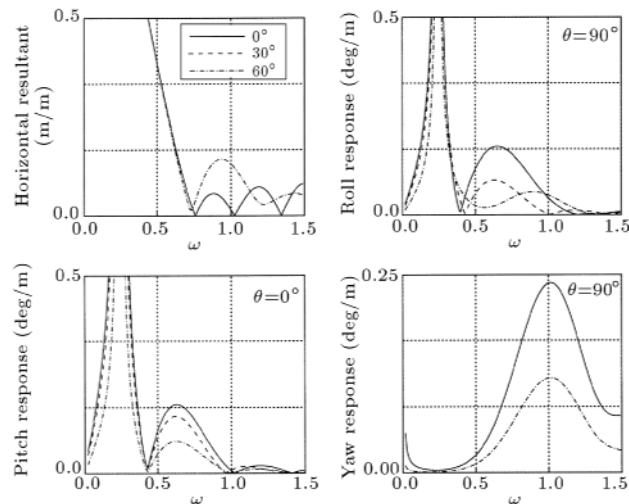 Horizontal resultant
(m/m)
0.5
0.0
0°
30°
60°
0.0 0.5 1.0 1.5
ω
Roll response (deg/m)
0.5
0.0
θ=90°
0.0 0.5 1.0 1.5
ω
Pitch response (deg/m)
0.5
0.0
θ=0°
0.0 0.5 1.0 1.5
ω
Yaw response (deg/m)
0.25
0.00
θ=90°
0.0 0.5 1.0 1.5
ω